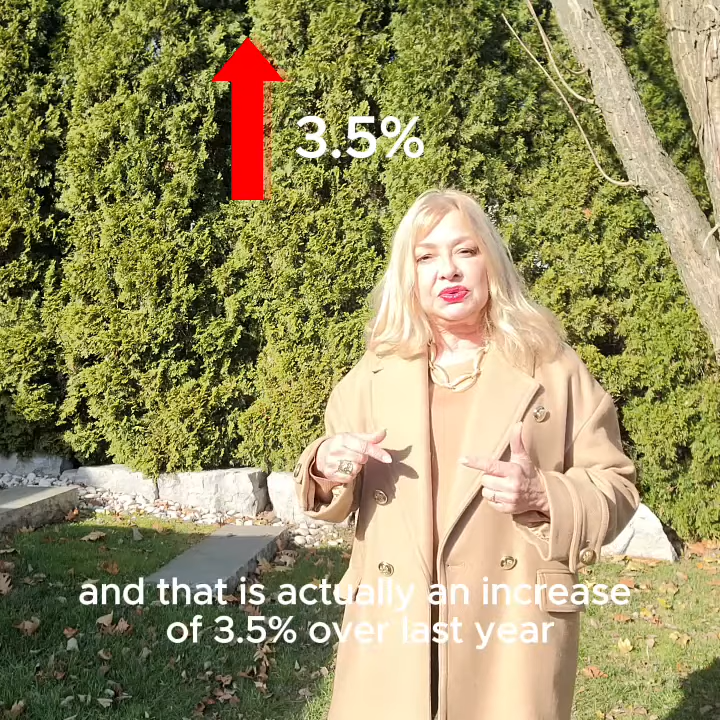 3.5%
and that is actually an increase
of 3.5% over last year